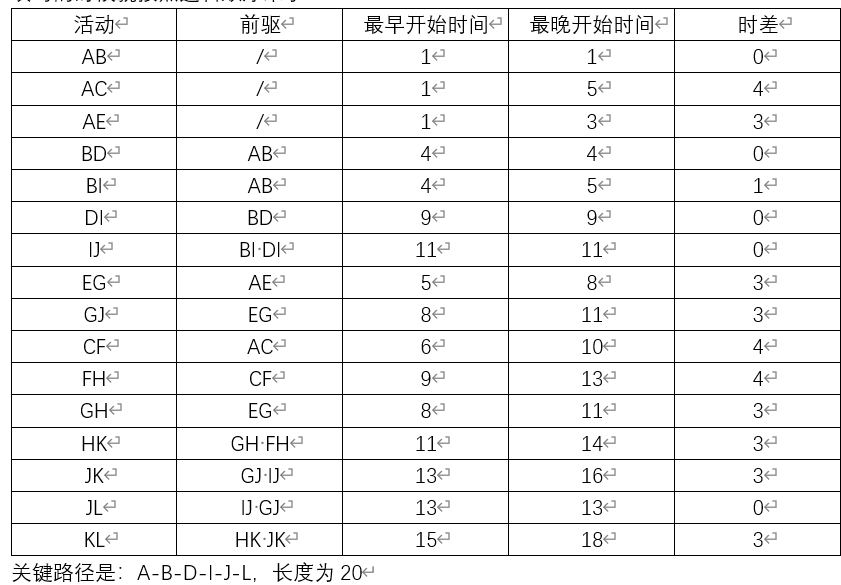 活动 前驱 最早开始时间 最晚开始时间 时差
AB / 1 1 0
AC / 1 5 4
AE / 1 3 3
BD AB 4 4 0
BI AB 4 5 1
DI BD 9 9 0
IJ BI·DI 11 11 0
EG AE 5 8 3
GJ EG 8 11 3
CF AC 6 10 4
FH CF 9 13 4
GH EG 8 11 3
HK GH·FH 11 14 3
JK GJ·IJ 13 16 3
JL IJ·GJ 13 13 0
KL HK·JK 15 18 3
关键路径是：A-B-D-I-J-L，长度为 20